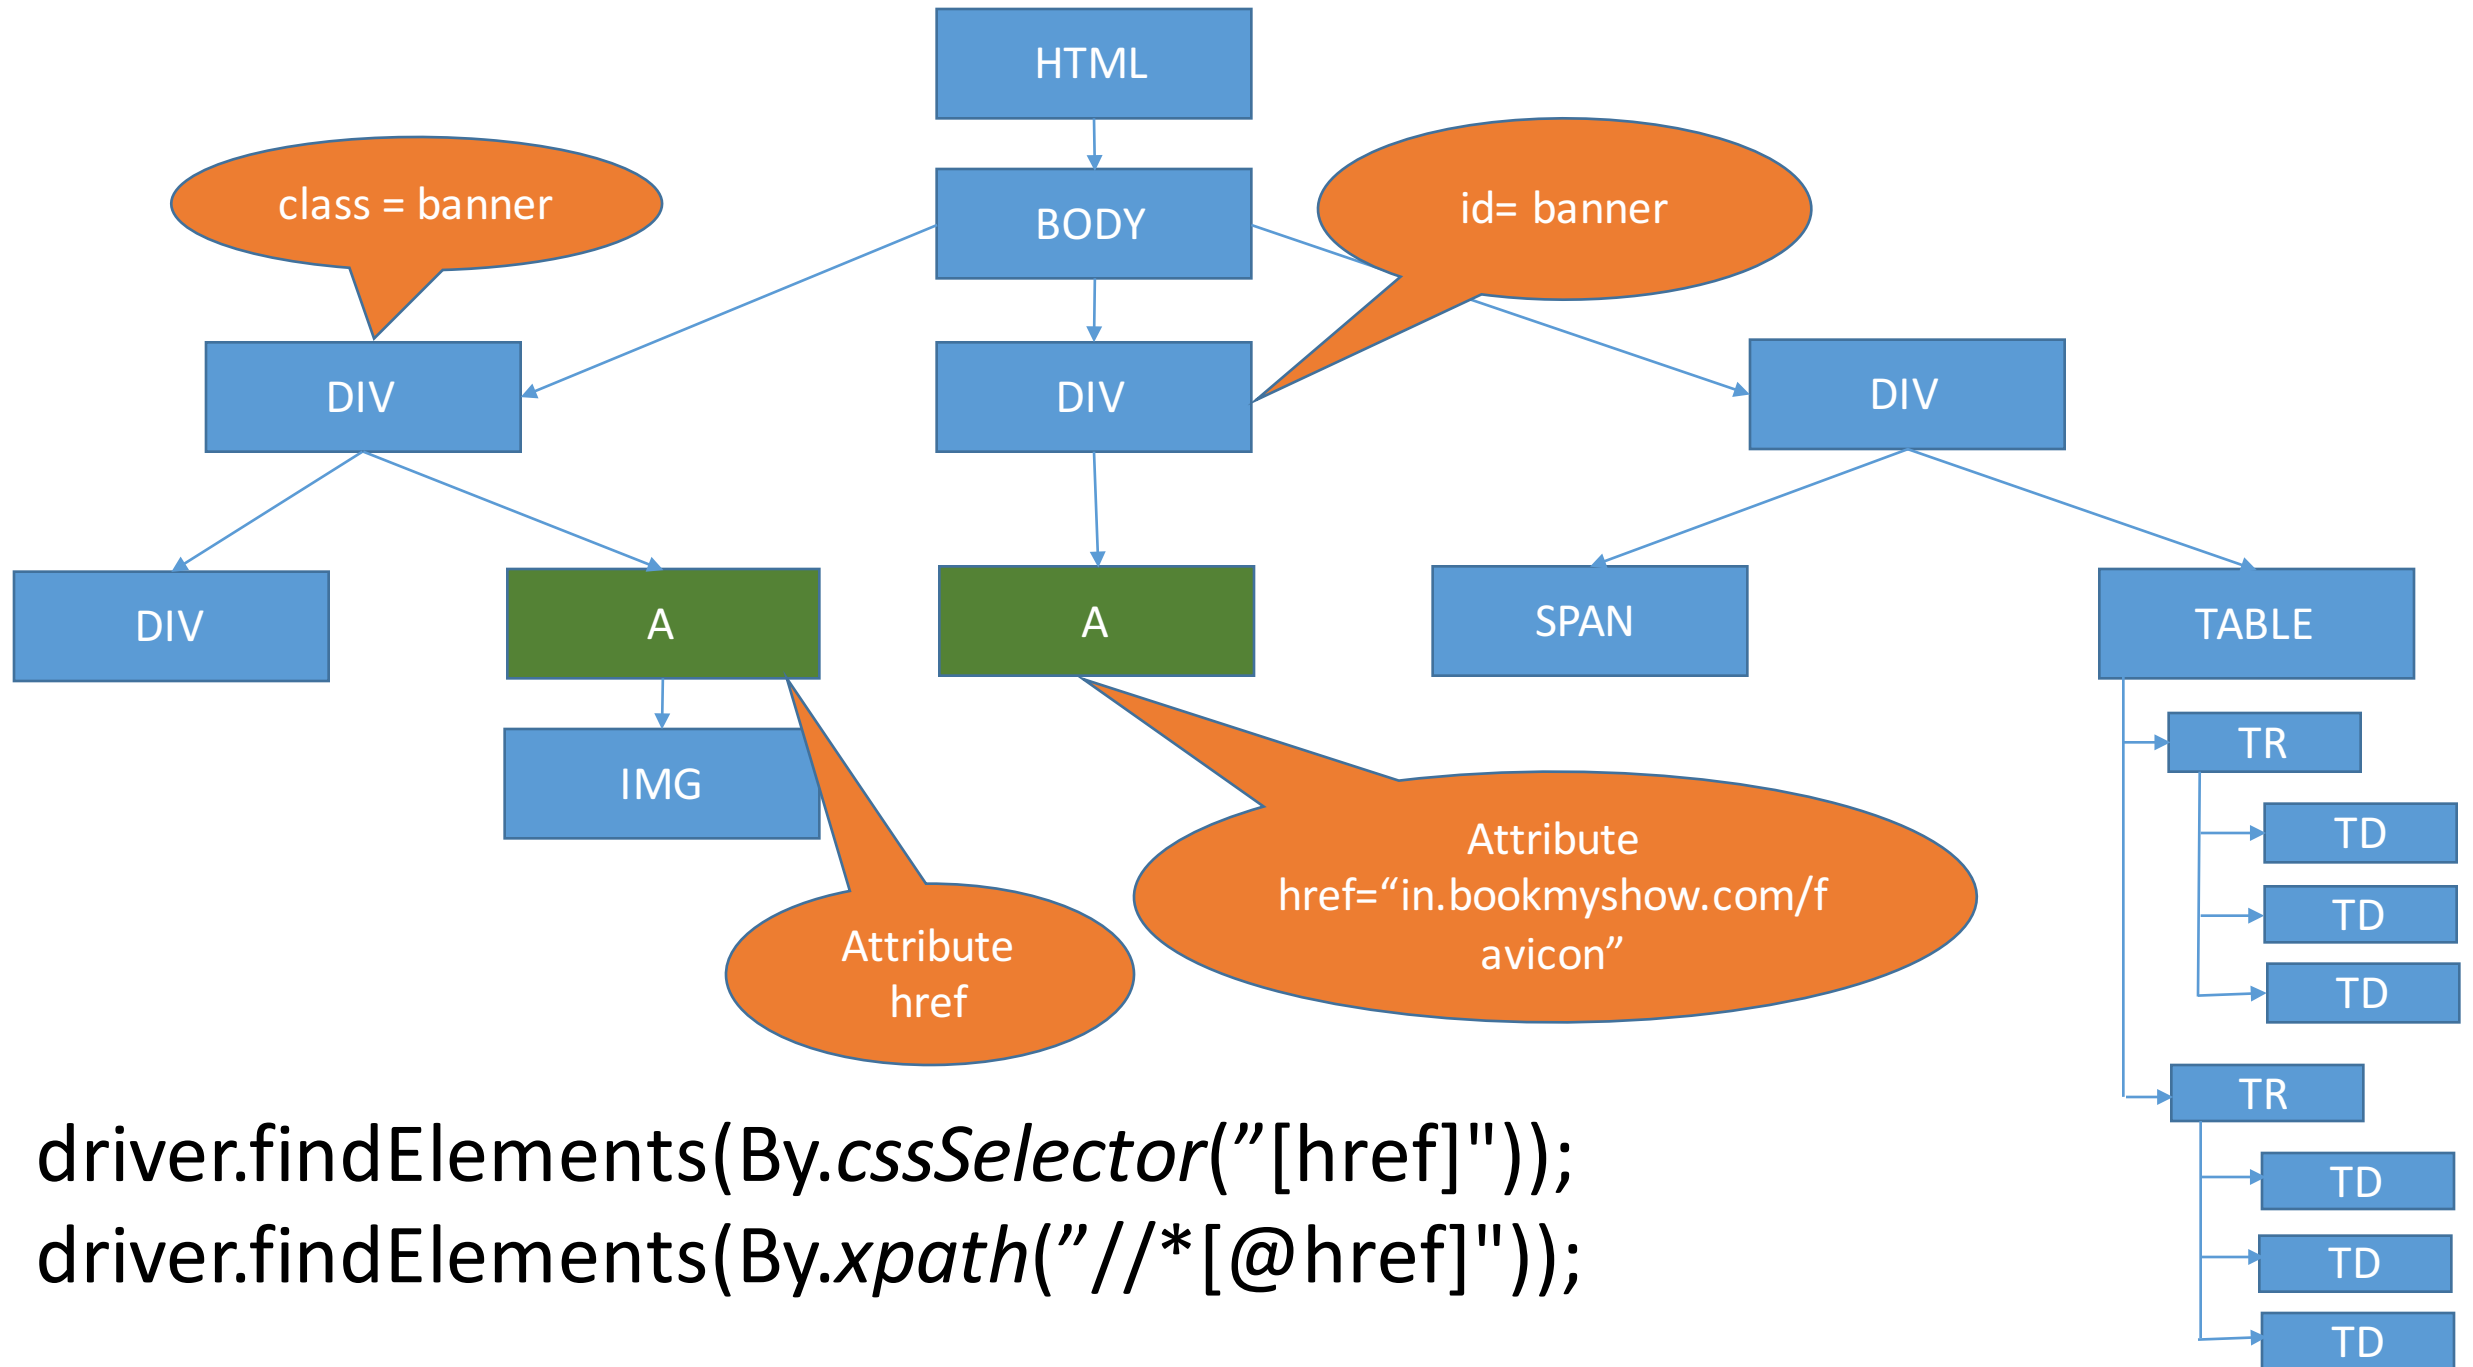 HTML
class = banner
BODY
id= banner
DIV
DIV
DIV
DIV
A
A
SPAN
TABLE
IMG
TR
TD
TD
TD
Attribute
href
Attribute
href=“in.bookmyshow.com/f
avicon”
TR
TD
TD
TD
driver.findElements(By.cssSelector(”[href]"));
driver.findElements(By.xpath(”//*[@href]"));